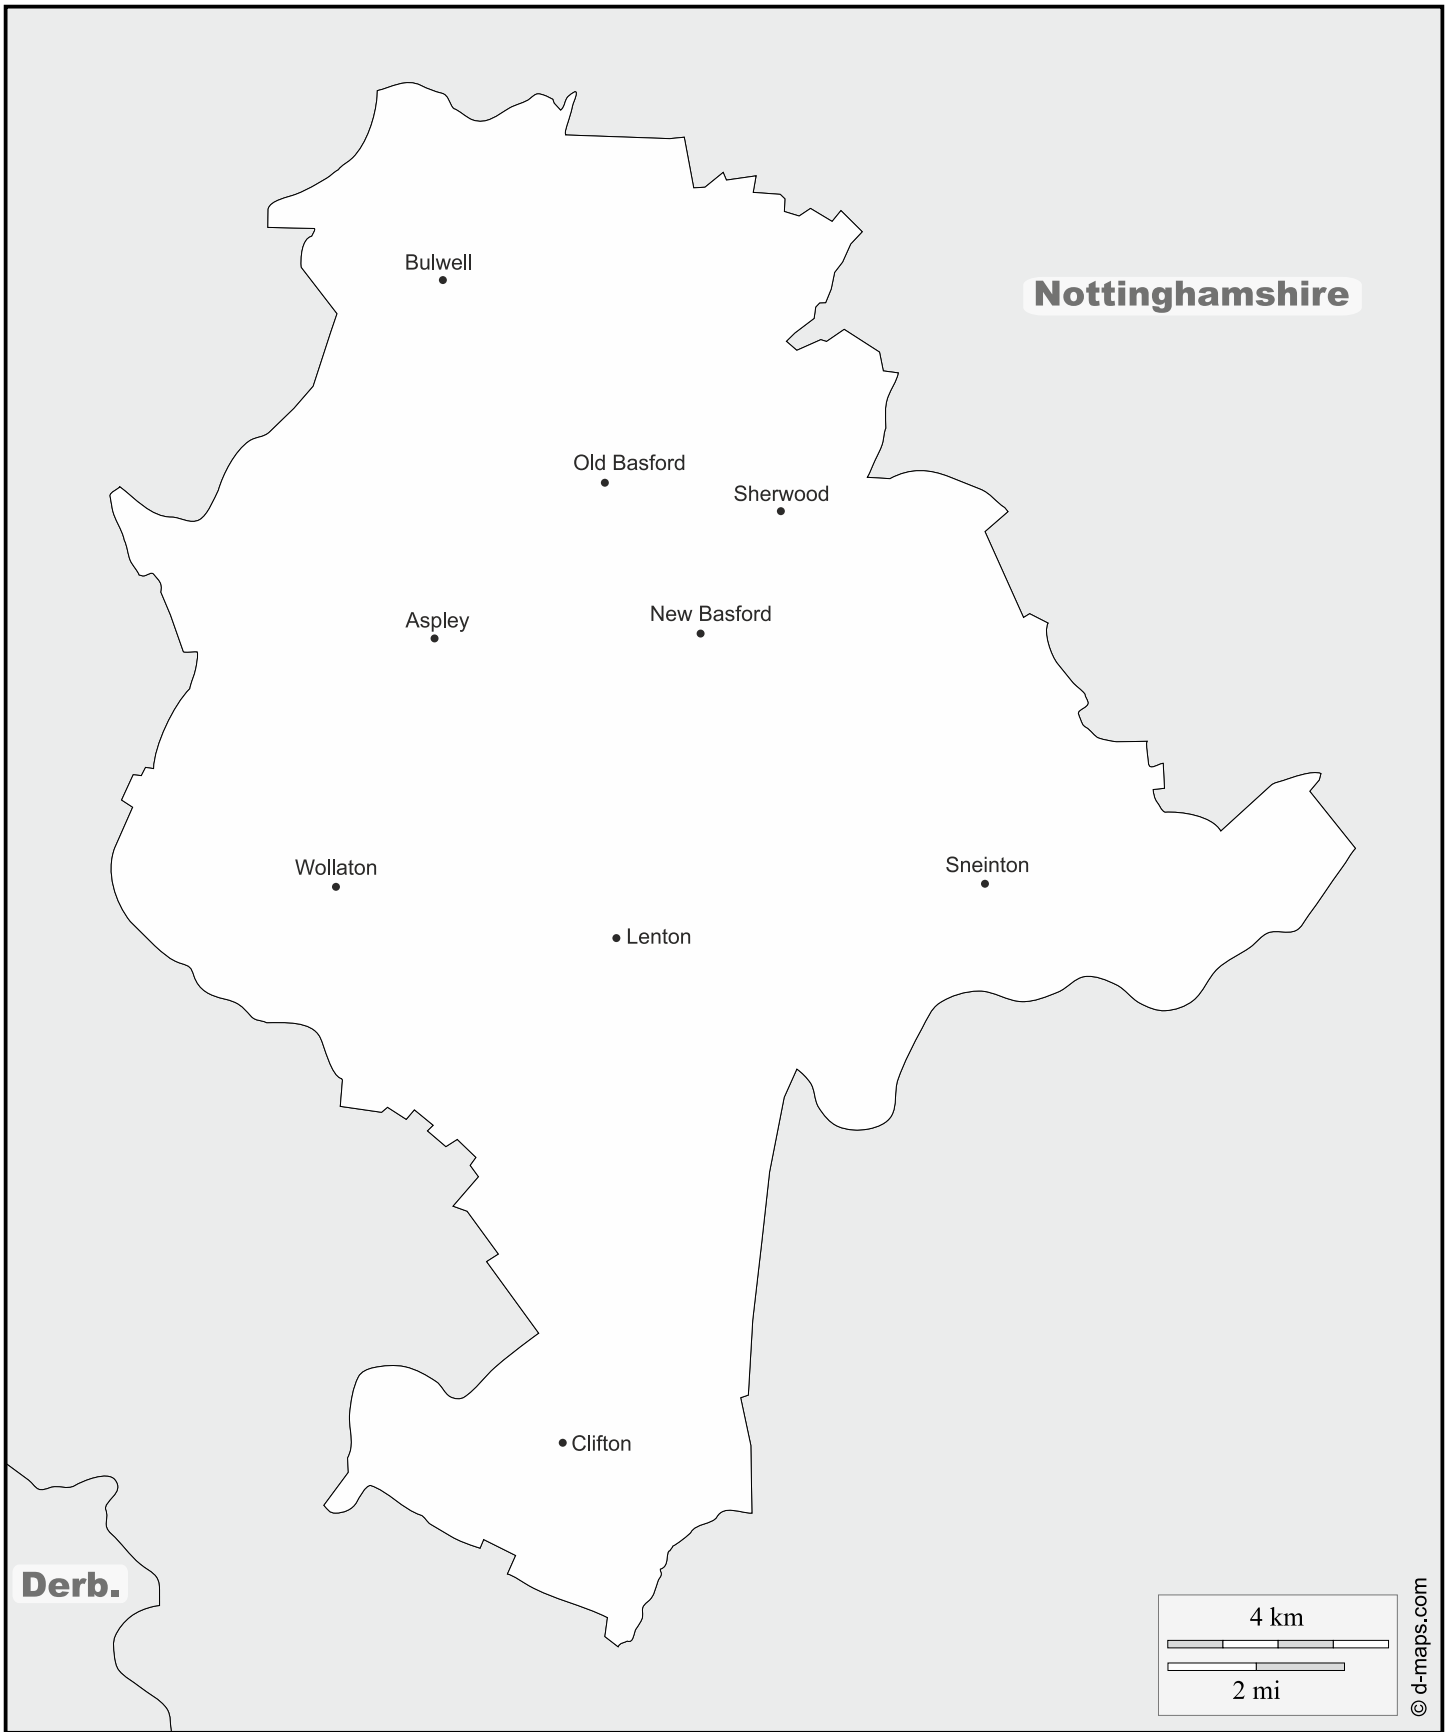 Bulwell
Nottinghamshire
Old Basford
Sherwood
New Basford
Aspley
Sneinton
Wollaton
Lenton
Clifton
Derb.
4 km
2 mi
© d-maps.com